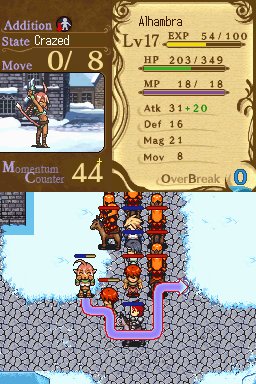 Addition
State Crazed
Move 0/ 8
Momentum Counter 44
Alhambra
Lv17 EXP 54/100
HP 203/349
MP 18/ 18
Atk 31+20
Def 16
Mag 21
Mov 8
OverBreak 0